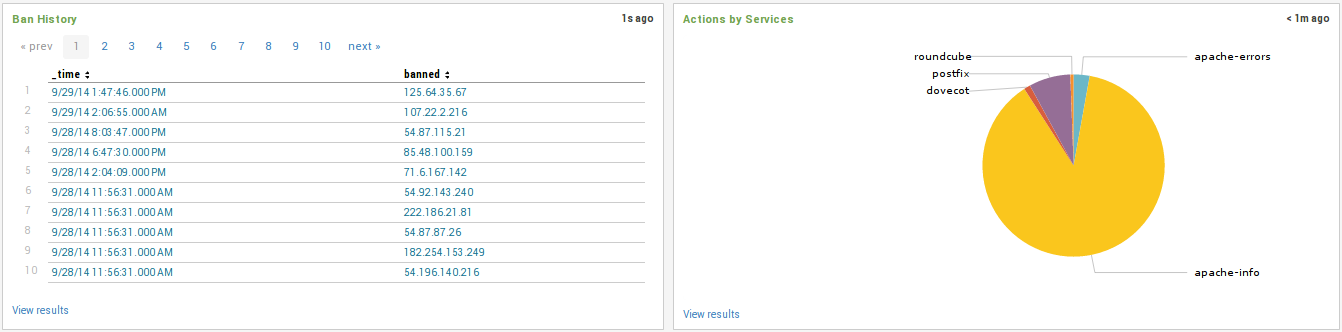 Ban History 1s ago
« prev 1 2 3 4 5 6 7 8 9 10 next »
_time banned
1 9/29/14 1:47:46.000 PM 125.64.35.67
2 9/29/14 2:06:55.000 AM 107.22.2.216
3 9/28/14 8:03:47.000 PM 54.87.115.21
4 9/28/14 6:47:30.000 PM 85.48.100.159
5 9/28/14 2:04:09.000 PM 71.6.167.142
6 9/28/14 11:56:31.000 AM 54.92.143.240
7 9/28/14 11:56:31.000 AM 222.186.21.81
8 9/28/14 11:56:31.000 AM 54.87.87.26
9 9/28/14 11:56:31.000 AM 182.254.153.249
10 9/28/14 11:56:31.000 AM 54.196.140.216
View results
Actions by Services < 1m ago
roundcube apache-errors
postfix
dovecot
apache-info
View results